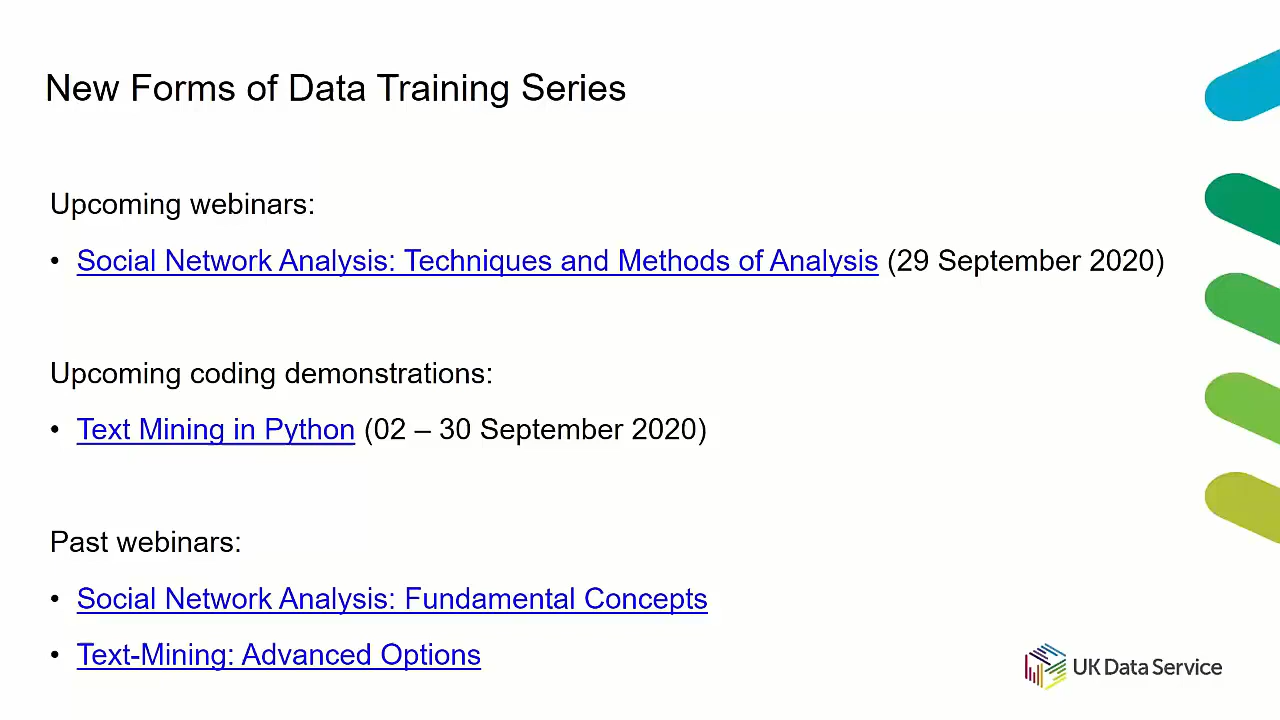 New Forms of Data Training Series
Upcoming webinars:
• Social Network Analysis: Techniques and Methods of Analysis (29 September 2020)
Upcoming coding demonstrations:
• Text Mining in Python (02 – 30 September 2020)
Past webinars:
• Social Network Analysis: Fundamental Concepts
• Text-Mining: Advanced Options
UK Data Service